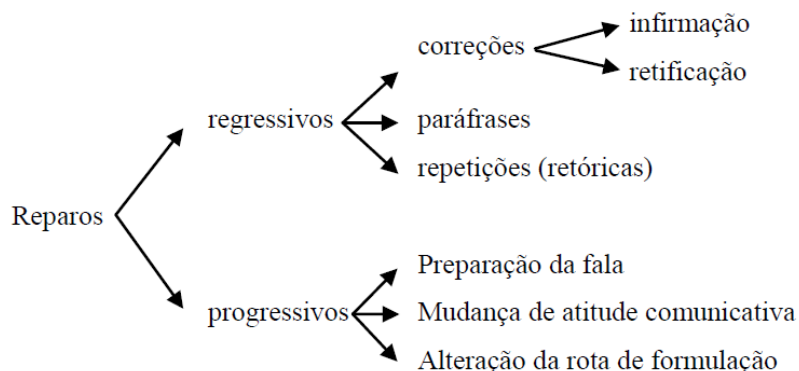 infirmação
correções
retificação
regressivos
paráfrases
repetições (retóricas)
Reparos
Preparação da fala
progressivos
Mudança de atitude comunicativa
Alteração da rota de formulação